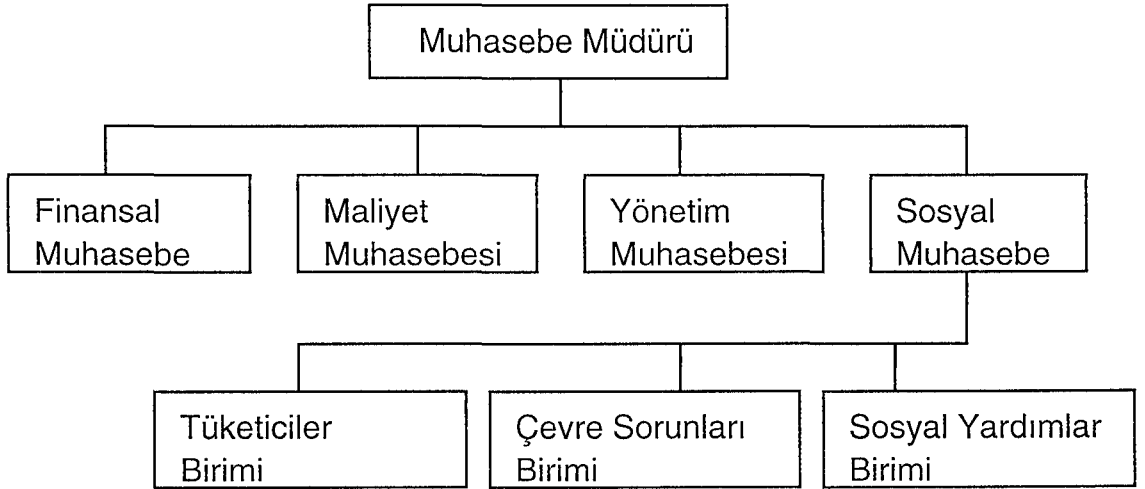 Muhasebe Müdürü
Finansal
Muhasebe
Maliyet
Muhasebesi
Yönetim
Muhasebesi
Sosyal
Muhasebe
Tüketiciler
Birimi
Çevre Sorunları
Birimi
Sosyal Yardımlar
Birimi